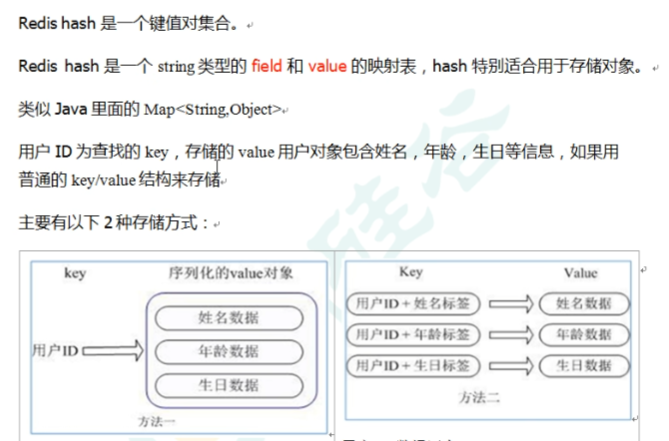 Redis hash 是一个键值对集合。
Redis hash 是一个 string 类型的 field 和 value 的映射表，hash 特别适合用于存储对象。
类似 Java 里面的 Map<String,Object>
用户 ID 为查找的 key，存储的 value 用户对象包含姓名，年龄，生日等信息，如果用
普通的 key/value 结构来存储
主要有以下 2 种存储方式：
key 序列化的value对象
姓名数据
用户ID 年龄数据
生日数据
方法一
Key Value
用户ID+姓名标签 姓名数据
用户ID+年龄标签 年龄数据
用户ID+生日标签 生日数据
方法二